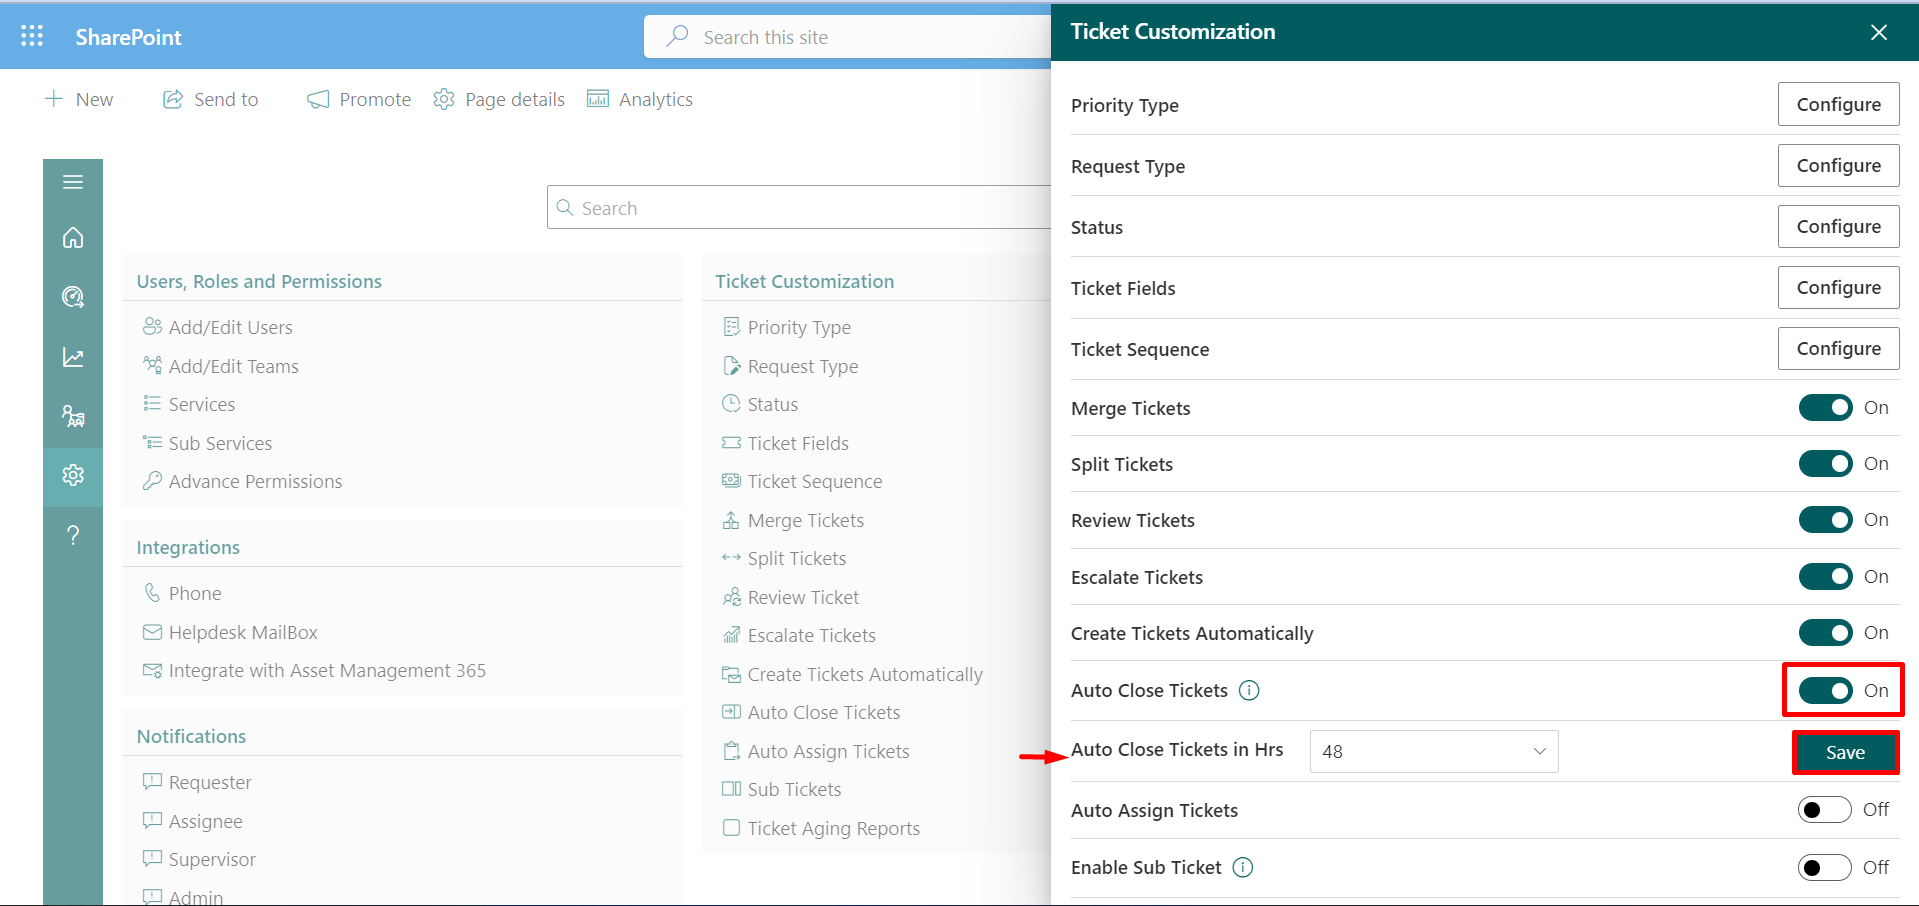 SharePoint
Search this site
New
Send to
Promote
Page details
Analytics
Search
Users, Roles and Permissions
Add/Edit Users
Add/Edit Teams
Services
Sub Services
Advance Permissions
Integrations
Phone
Helpdesk MailBox
Integrate with Asset Management 365
Notifications
Requester
Assignee
Supervisor
Admin
Ticket Customization
Priority Type
Request Type
Status
Ticket Fields
Ticket Sequence
Merge Tickets
Split Tickets
Review Ticket
Escalate Tickets
Create Tickets Automatically
Auto Close Tickets
Auto Assign Tickets
Sub Tickets
Ticket Aging Reports
Ticket Customization
Priority Type Configure
Request Type Configure
Status Configure
Ticket Fields Configure
Ticket Sequence Configure
Merge Tickets On
Split Tickets On
Review Tickets On
Escalate Tickets On
Create Tickets Automatically On
Auto Close Tickets On
Auto Close Tickets in Hrs 48 Save
Auto Assign Tickets Off
Enable Sub Ticket Off